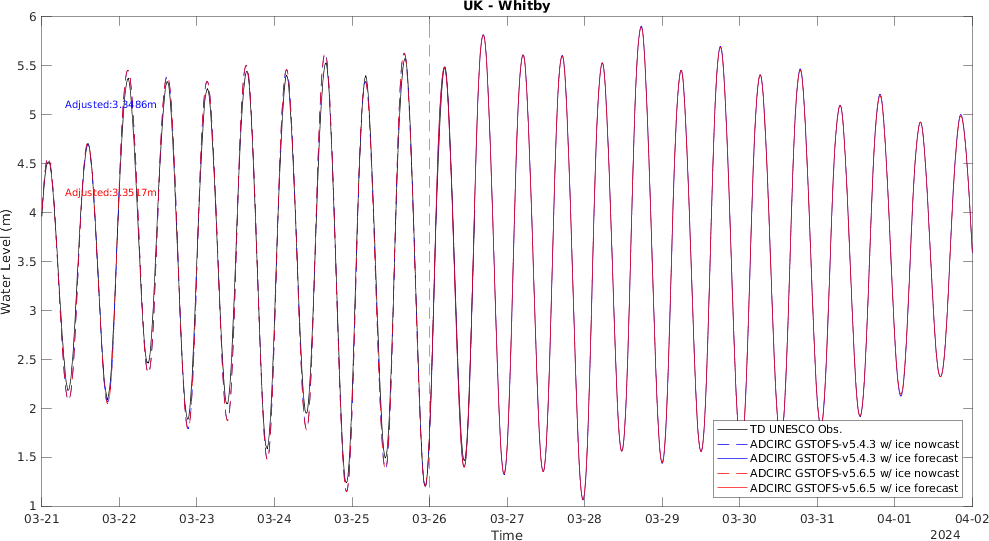 UK - Whitby
6
5.5
5
4.5
4
3.5
3
2.5
2
1.5
1
Water Level (m)
Adjusted:3.3486m
Adjusted:3.3517m
TD UNESCO Obs.
ADCIRC GSTOFS-v5.4.3 w/ ice nowcast
ADCIRC GSTOFS-v5.4.3 w/ ice forecast
ADCIRC GSTOFS-v5.6.5 w/ ice nowcast
ADCIRC GSTOFS-v5.6.5 w/ ice forecast
03-21 03-22 03-23 03-24 03-25 03-26 03-27 03-28 03-29 03-30 03-31 04-01 04-02
Time
2024